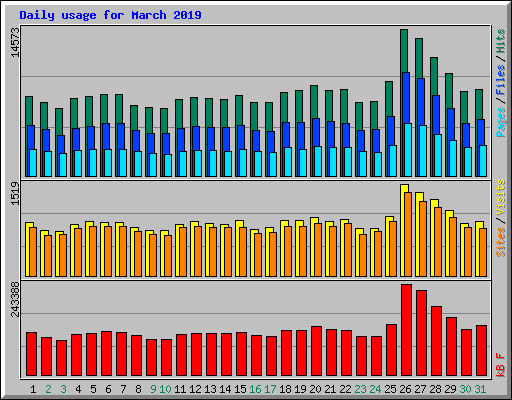 Daily usage for March 2019
14573
Pages / Files / Hits
1519
Sites / Visits
243388
kB F
1 2 3 4 5 6 7 8 9 10 11 12 13 14 15 16 17 18 19 20 21 22 23 24 25 26 27 28 29 30 31